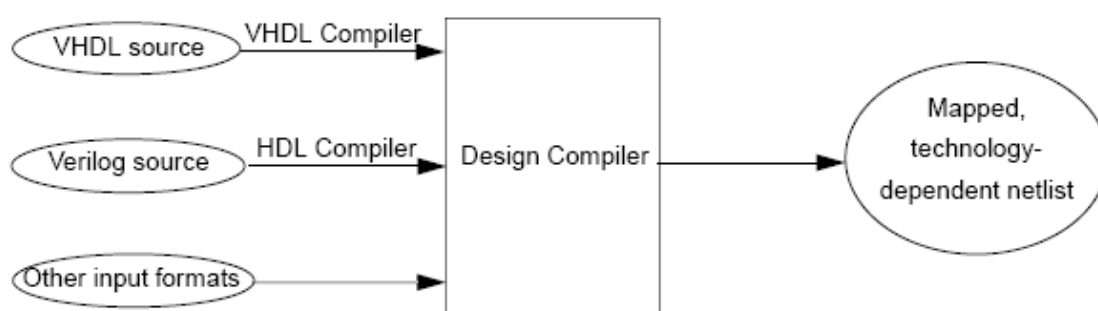 VHDL source
VHDL Compiler
Verilog source
HDL Compiler
Other input formats
Design Compiler
Mapped,
technology-
dependent netlist